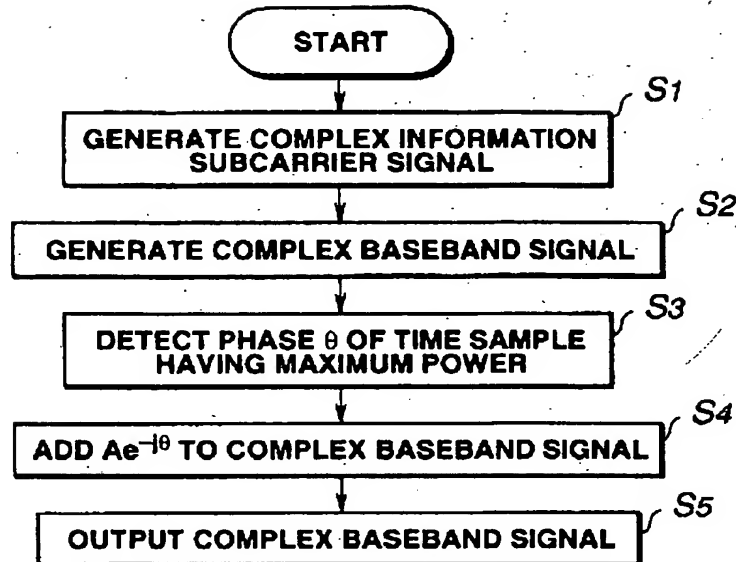 START
S1
GENERATE COMPLEX INFORMATION
SUBCARRIER SIGNAL
S2
GENERATE COMPLEX BASEBAND SIGNAL
S3
DETECT PHASE θ OF TIME SAMPLE
HAVING MAXIMUM POWER
S4
ADD Ae⁻ʲᶿ TO COMPLEX BASEBAND SIGNAL
S5
OUTPUT COMPLEX BASEBAND SIGNAL